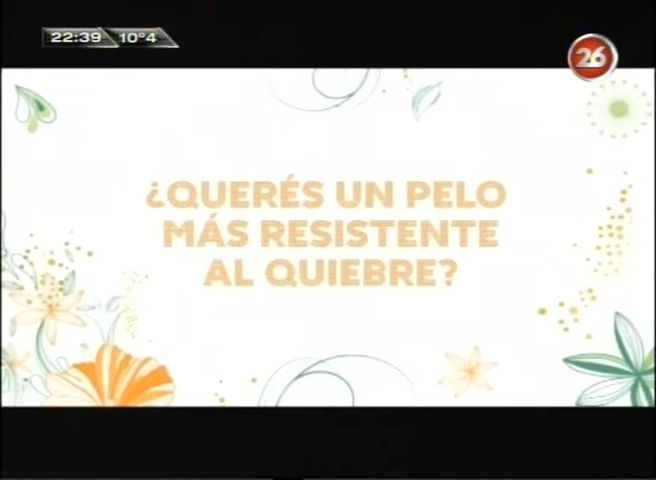 22:39 10°4
26
¿QUERÉS UN PELO
MÁS RESISTENTE
AL QUIEBRE?